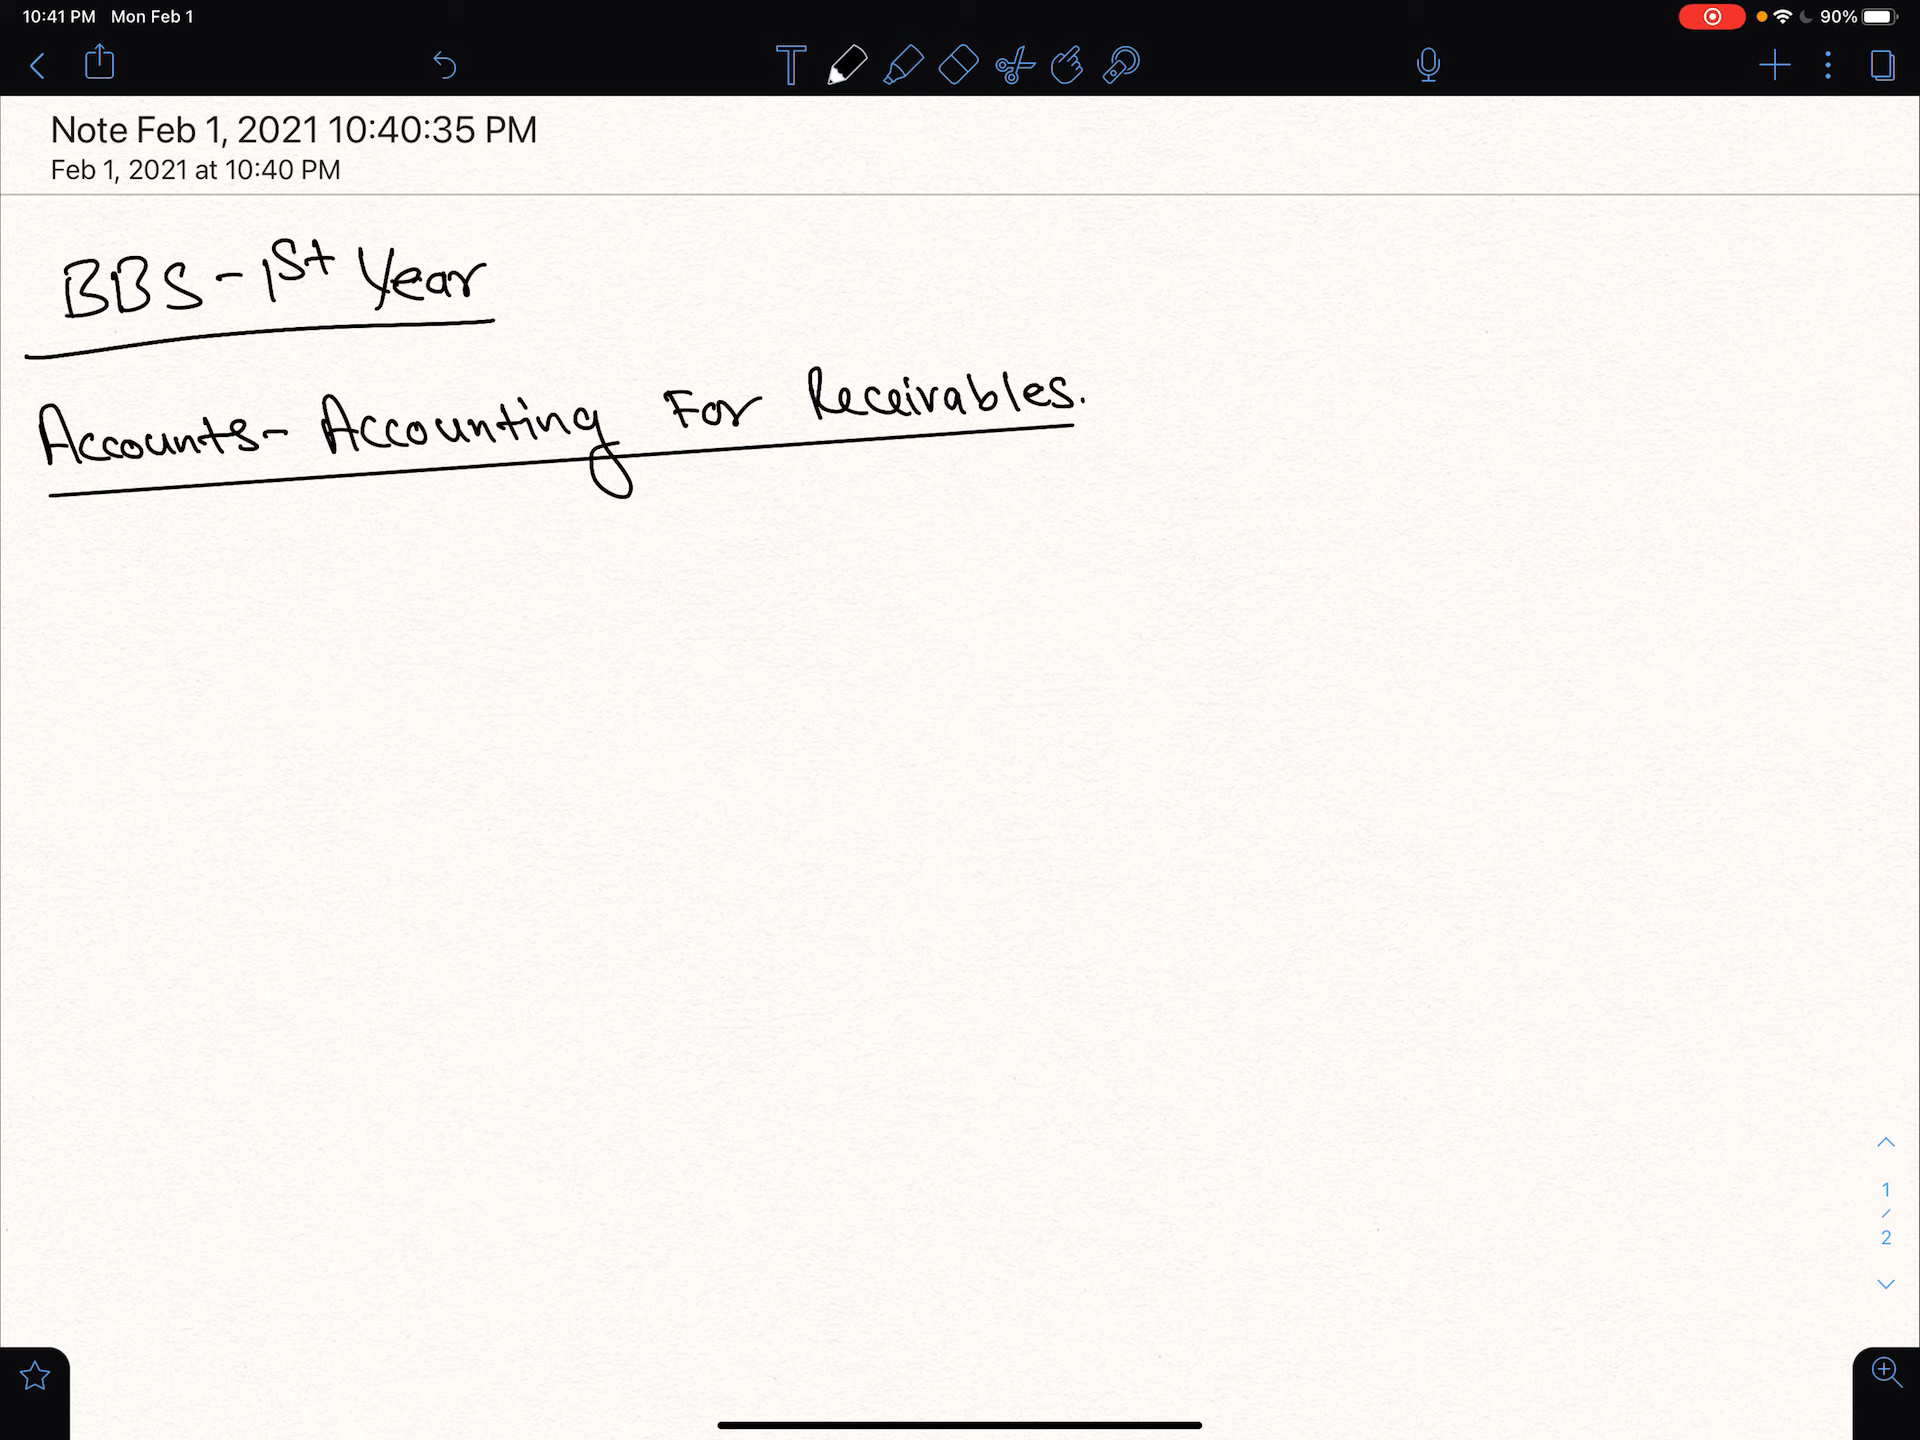 10:41 PM Mon Feb 1 90%
Note Feb 1, 2021 10:40:35 PM
Feb 1, 2021 at 10:40 PM
BBS - 1st Year
Accounts - Accounting For Receivables.
1
/
2